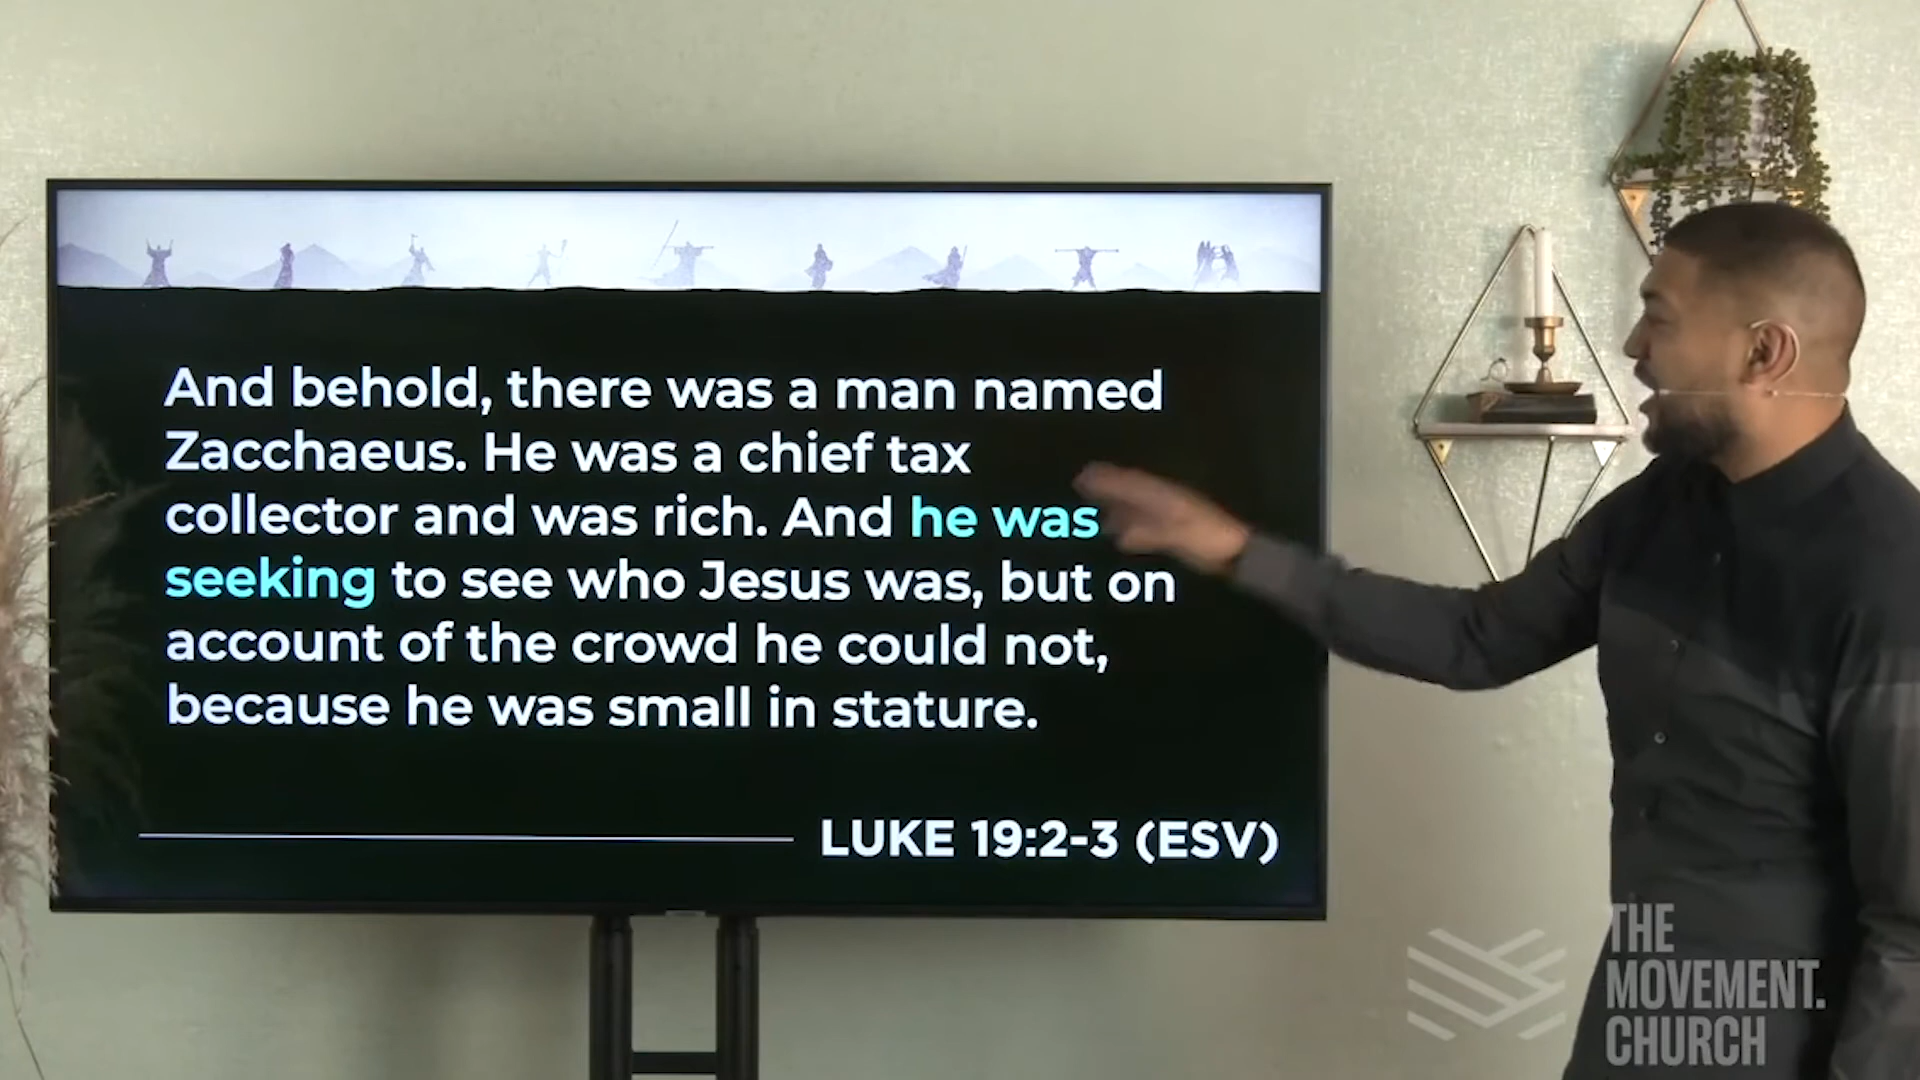 And behold, there was a man named
Zacchaeus. He was a chief tax
collector and was rich. And he was
seeking to see who Jesus was, but on
account of the crowd he could not,
because he was small in stature.
LUKE 19:2-3 (ESV)
THE
MOVEMENT.
CHURCH